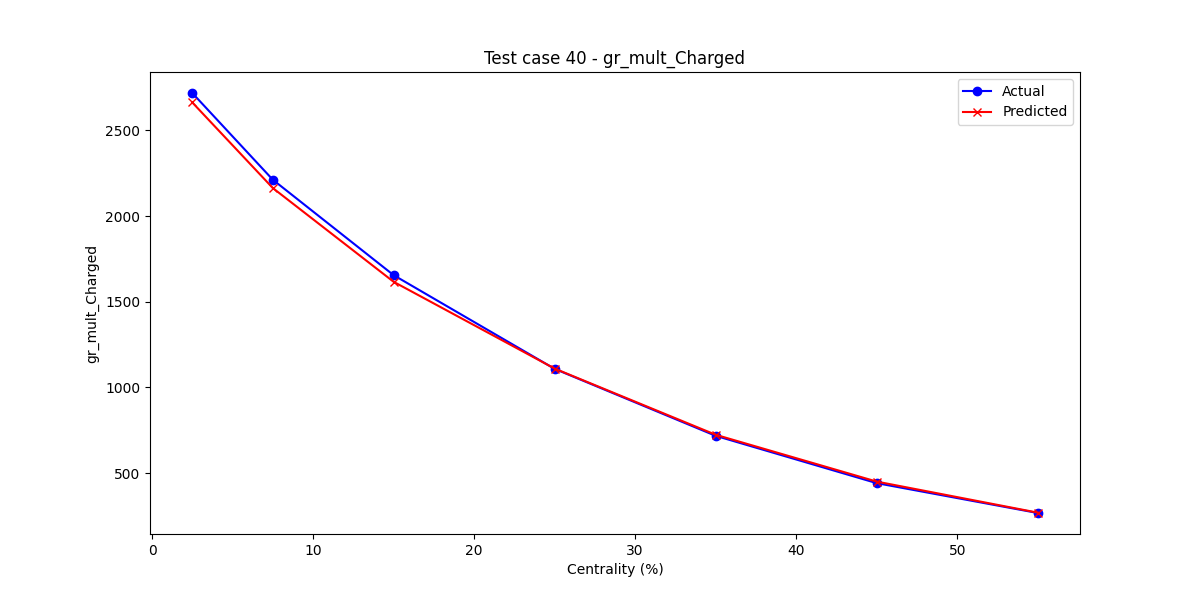 Test case 40 - gr_mult_Charged
Actual
Predicted
gr_mult_Charged
2500
2000
1500
1000
500
0 10 20 30 40 50
Centrality (%)